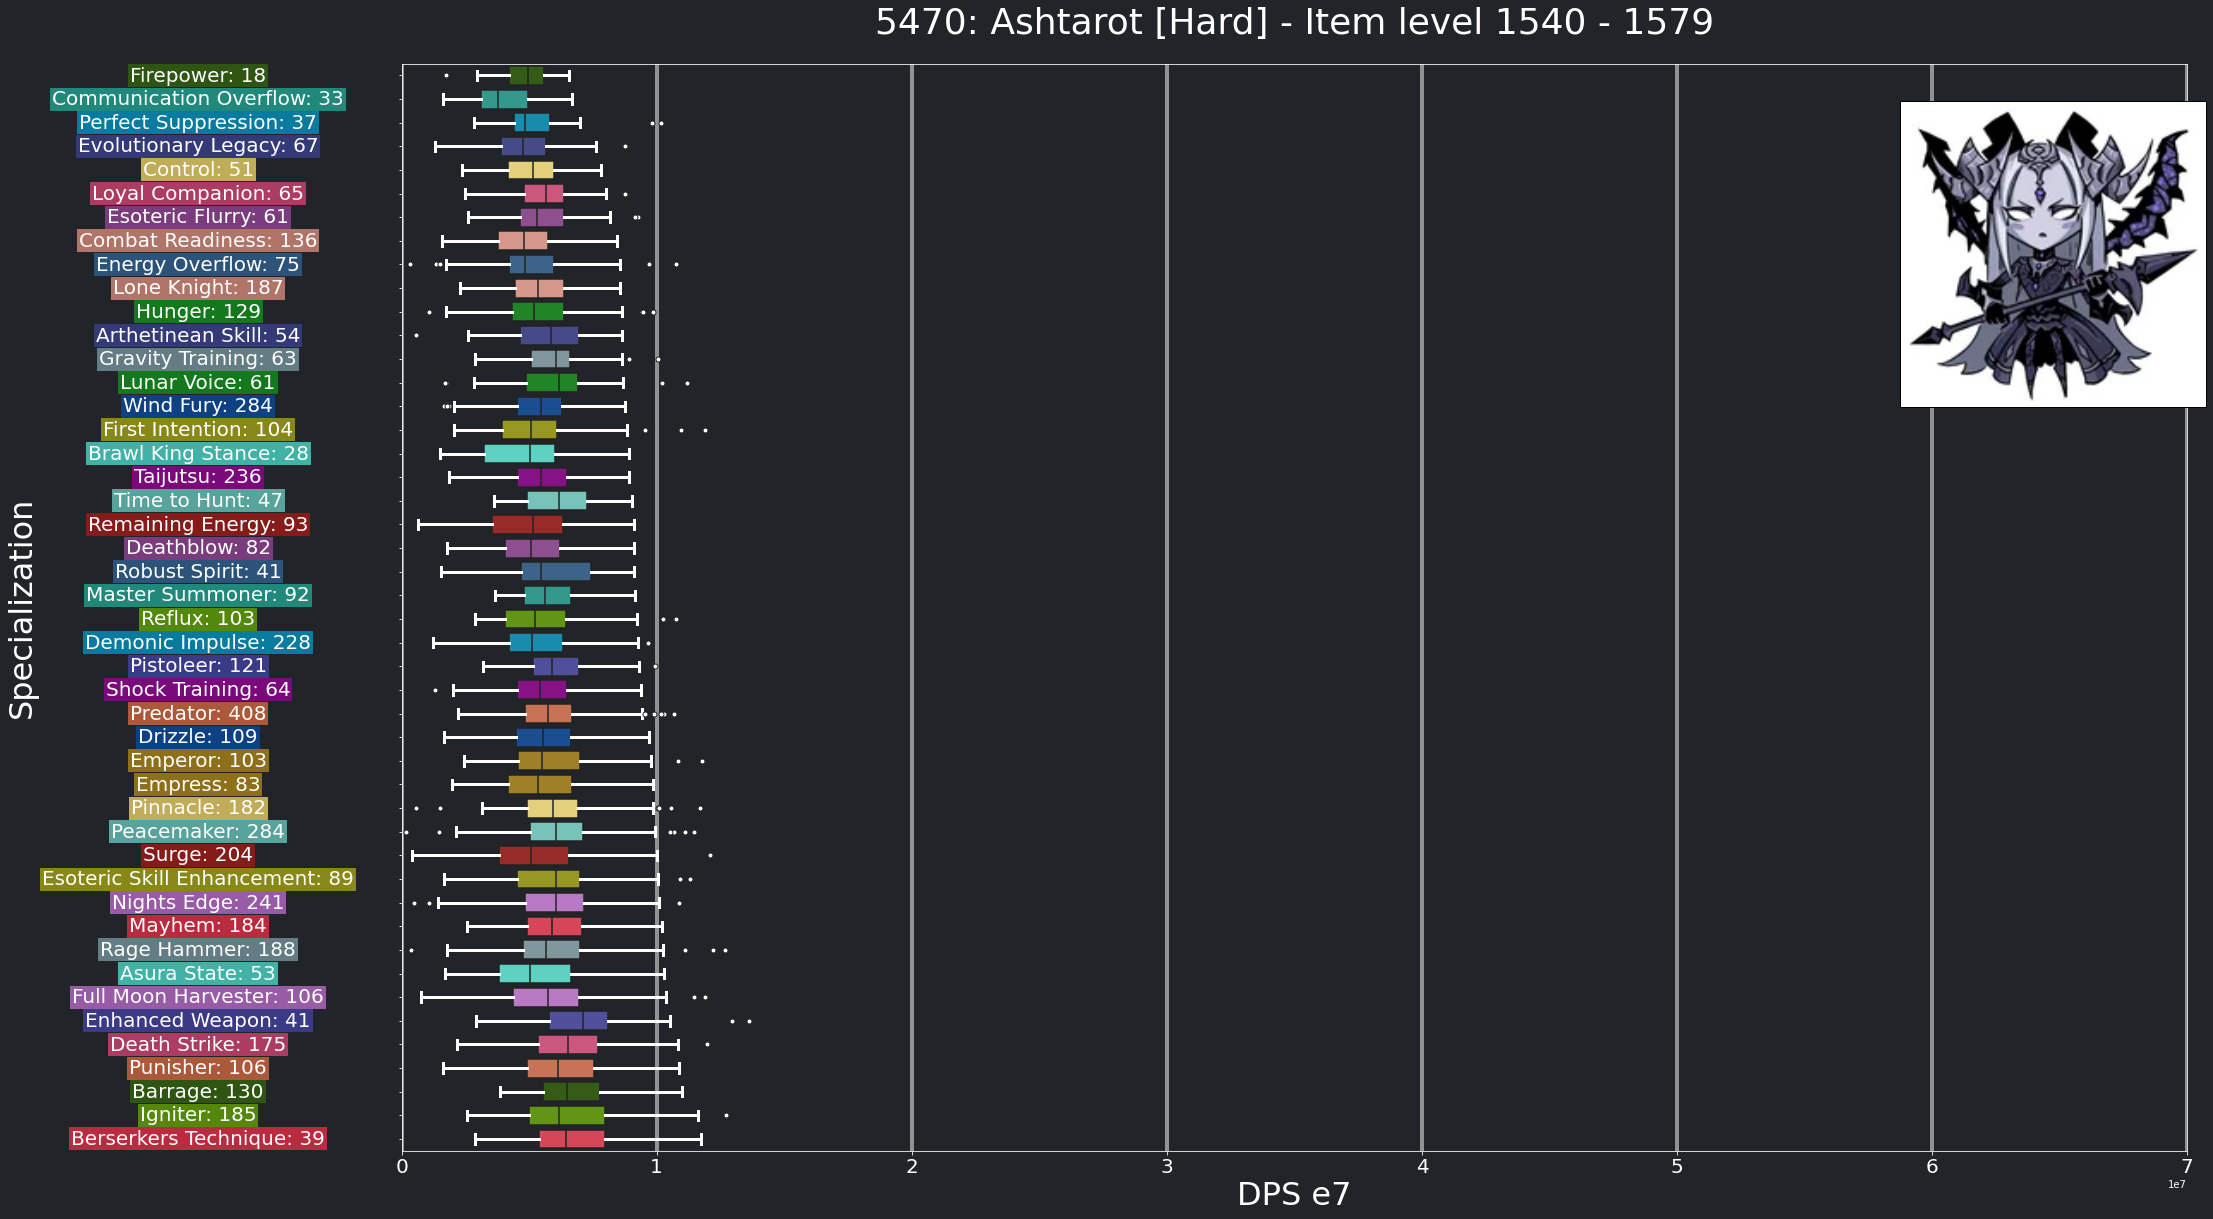 5470: Ashtarot [Hard] - Item level 1540 - 1579
Firepower: 18
Communication Overflow: 33
Perfect Suppression: 37
Evolutionary Legacy: 67
Control: 51
Loyal Companion: 65
Esoteric Flurry: 61
Combat Readiness: 136
Energy Overflow: 75
Lone Knight: 187
Hunger: 129
Arthetinean Skill: 54
Gravity Training: 63
Lunar Voice: 61
Wind Fury: 284
First Intention: 104
Brawl King Stance: 28
Taijutsu: 236
Time to Hunt: 47
Remaining Energy: 93
Deathblow: 82
Robust Spirit: 41
Master Summoner: 92
Reflux: 103
Demonic Impulse: 228
Pistoleer: 121
Shock Training: 64
Predator: 408
Drizzle: 109
Emperor: 103
Empress: 83
Pinnacle: 182
Peacemaker: 284
Surge: 204
Esoteric Skill Enhancement: 89
Nights Edge: 241
Mayhem: 184
Rage Hammer: 188
Asura State: 53
Full Moon Harvester: 106
Enhanced Weapon: 41
Death Strike: 175
Punisher: 106
Barrage: 130
Igniter: 185
Berserkers Technique: 39
Specialization
0 1 2 3 4 5 6 7
1e7
DPS e7